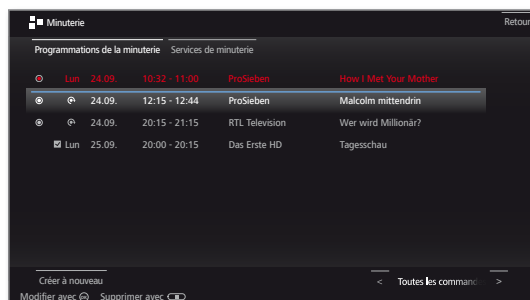 Minuterie
Retour
Programmations de la minuterie Services de minuterie
Lun 24.09. 10:32 - 11:00 ProSieben How I Met Your Mother
24.09. 12:15 - 12:44 ProSieben Malcolm mittendrin
24.09. 20:15 - 21:15 RTL Television Wer wird Millionär?
Lun 25.09. 20:00 - 20:15 Das Erste HD Tagesschau
Créer à nouveau
< Toutes les command >
Modifier avec OK Supprimer avec